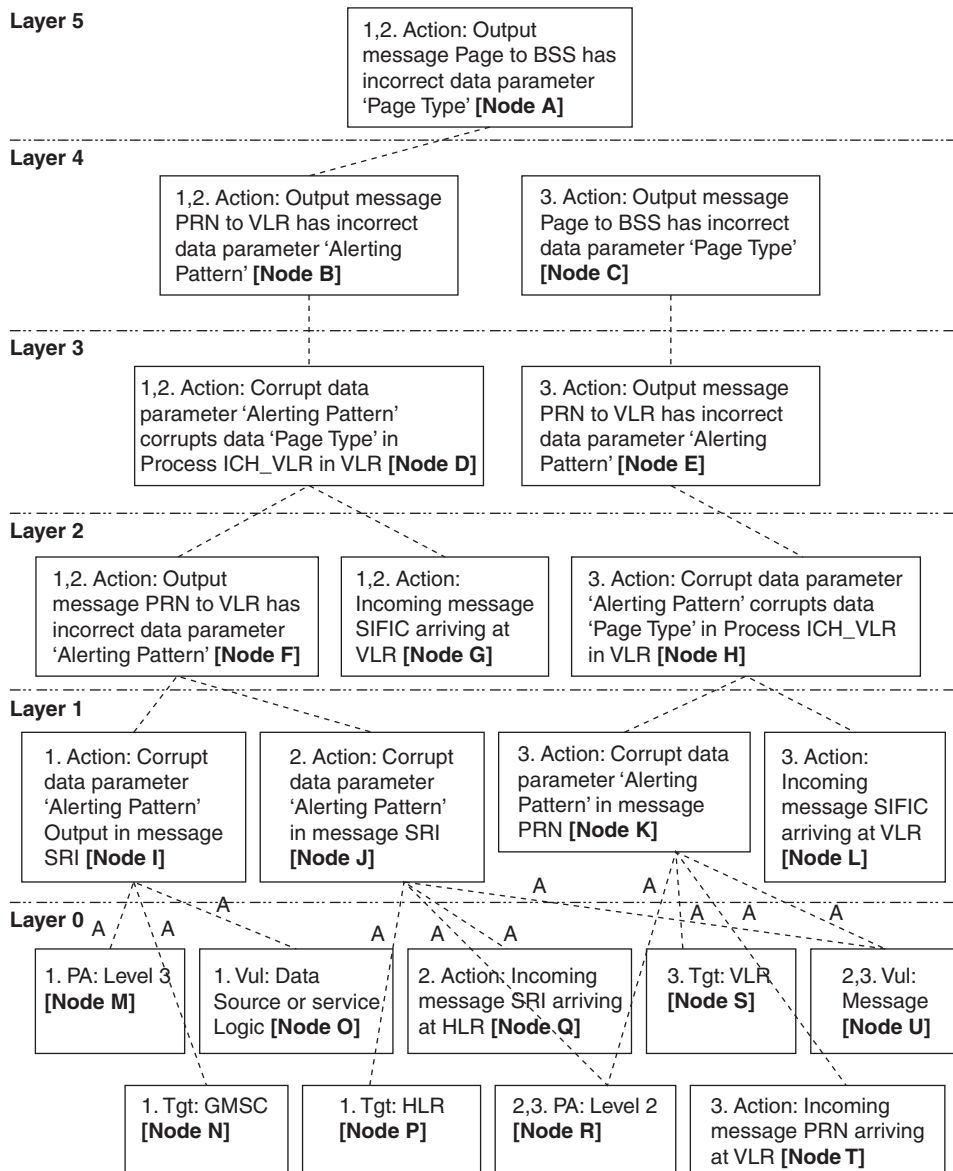 Layer 5
1,2. Action: Output
message Page to BSS has
incorrect data parameter
‘Page Type’ [Node A]
Layer 4
1,2. Action: Output message
PRN to VLR has incorrect
data parameter ‘Alerting
Pattern’ [Node B]
3. Action: Output message
Page to BSS has incorrect
data parameter ‘Page Type’
[Node C]
Layer 3
1,2. Action: Corrupt data
parameter ‘Alerting Pattern’
corrupts data ‘Page Type’ in
Process ICH_VLR in VLR [Node D]
3. Action: Output message
PRN to VLR has incorrect
data parameter ‘Alerting
Pattern’ [Node E]
Layer 2
1,2. Action: Output
message PRN to VLR has
incorrect data parameter
‘Alerting Pattern’ [Node F]
1,2. Action:
Incoming message
SIFIC arriving at
VLR [Node G]
3. Action: Corrupt data parameter
‘Alerting Pattern’ corrupts data
‘Page Type’ in Process ICH_VLR
in VLR [Node H]
Layer 1
1. Action: Corrupt
data parameter
‘Alerting Pattern’
Output in message
SRI [Node I]
2. Action: Corrupt
data parameter
‘Alerting Pattern’
in message SRI
[Node J]
3. Action: Corrupt data
parameter ‘Alerting
Pattern’ in message
PRN [Node K]
3. Action:
Incoming
message SIFIC
arriving at VLR
[Node L]
Layer 0
A
A
A
A
A
A
A
A
A
A
1. PA: Level 3
[Node M]
1. Vul: Data
Source or service
Logic [Node O]
2. Action: Incoming
message SRI arriving
at HLR [Node Q]
3. Tgt: VLR
[Node S]
2,3. Vul:
Message
[Node U]
1. Tgt: GMSC
[Node N]
1. Tgt: HLR
[Node P]
2,3. PA: Level 2
[Node R]
3. Action: Incoming
message PRN arriving
at VLR [Node T]